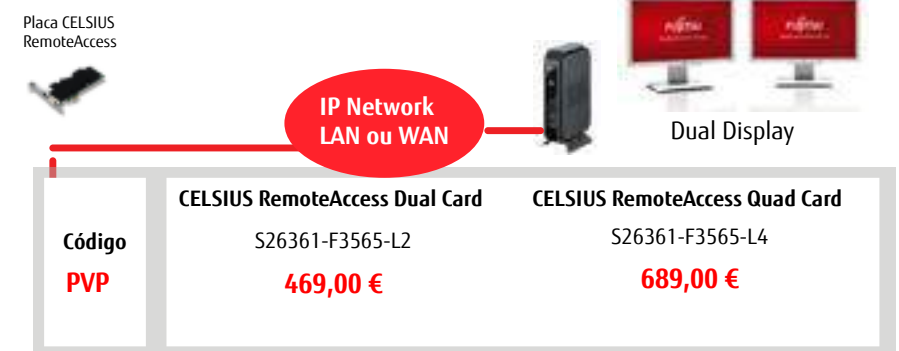 Placa CELSIUS
RemoteAccess
IP Network
LAN ou WAN
Dual Display
CELSIUS RemoteAccess Dual Card
CELSIUS RemoteAccess Quad Card
Código
S26361-F3565-L2
S26361-F3565-L4
PVP
469,00 €
689,00 €